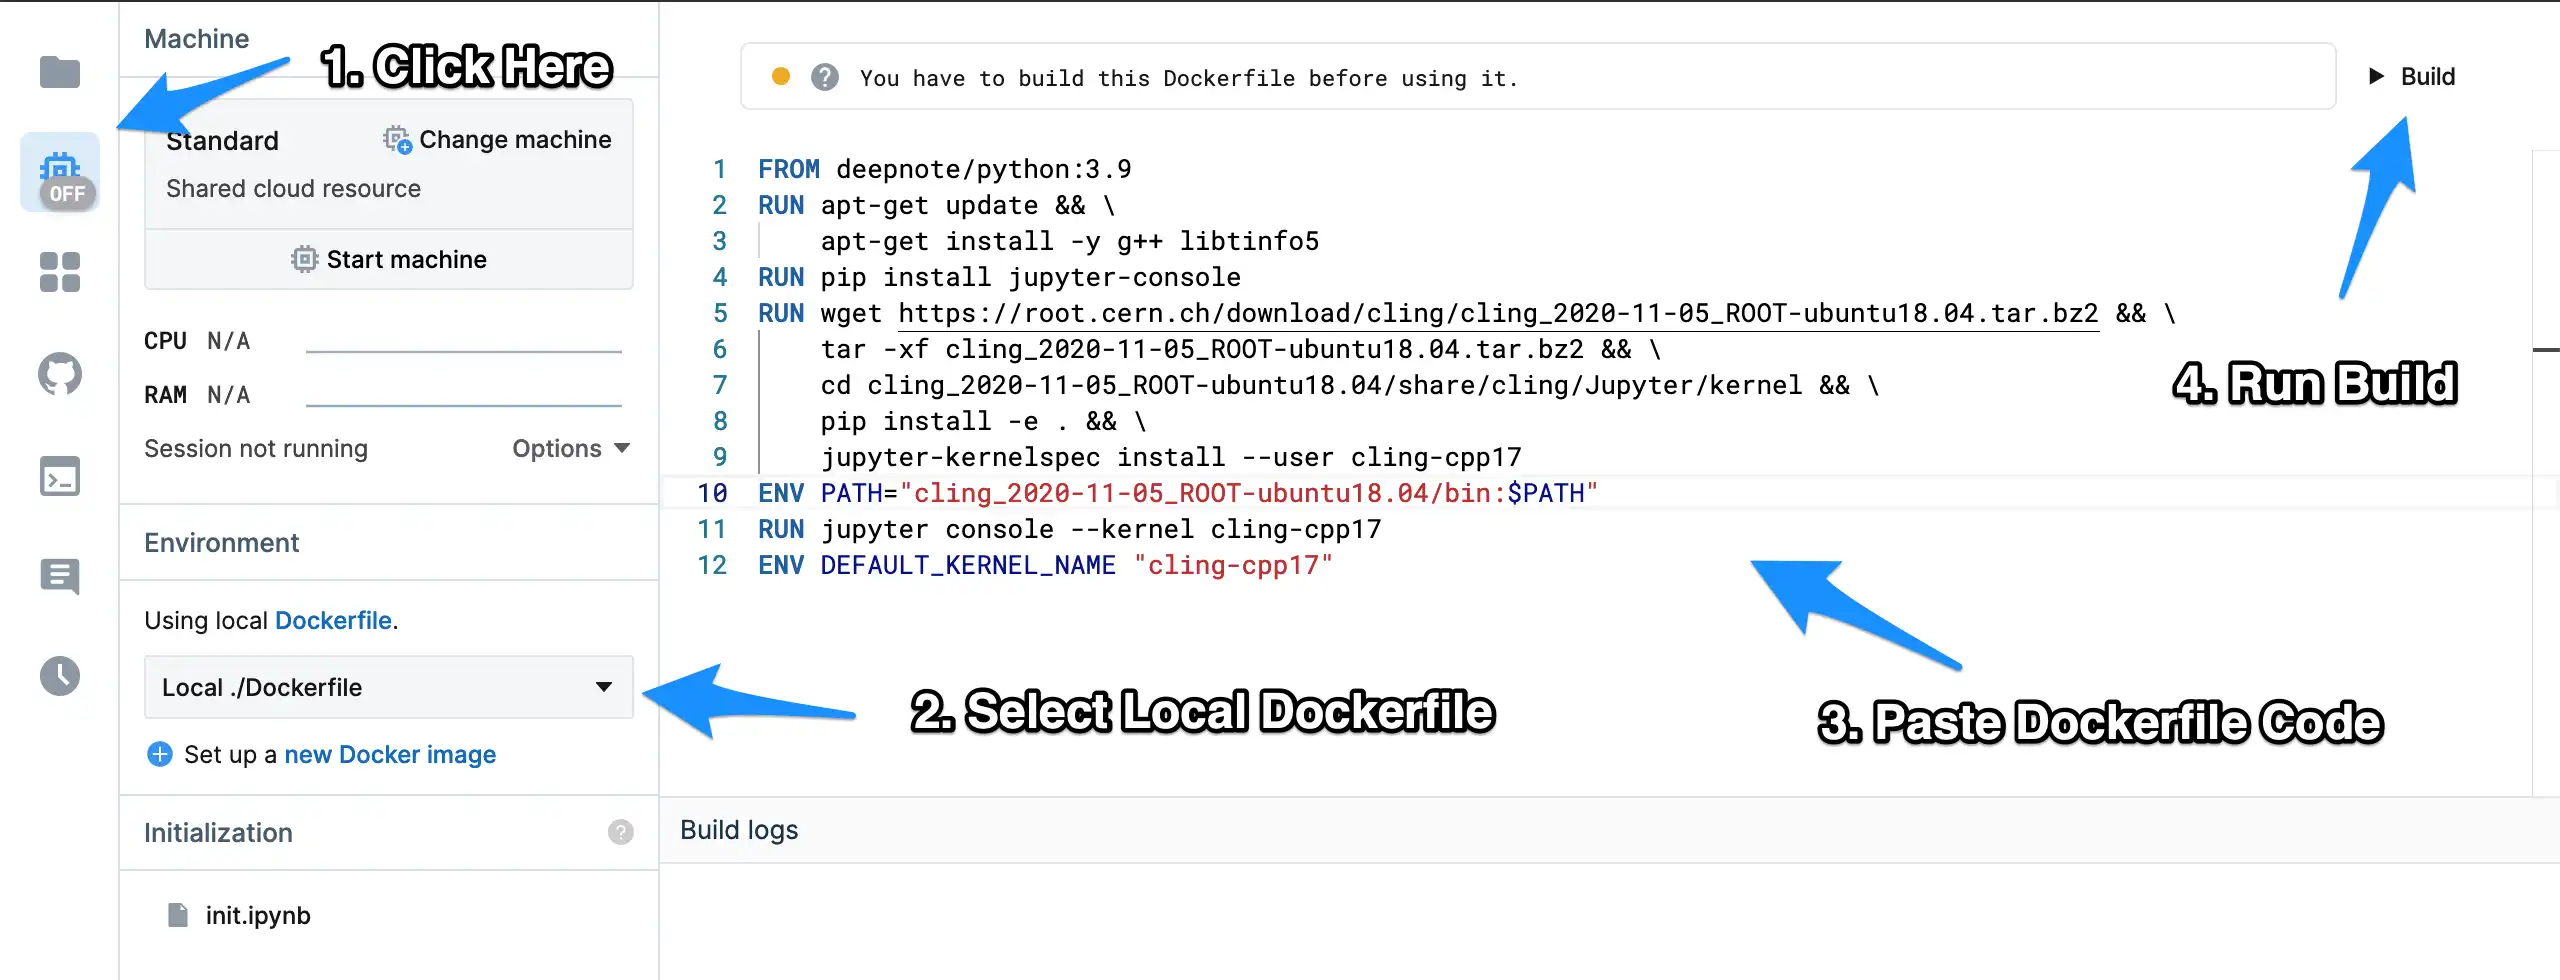 Machine
1. Click Here
OFF
Standard
Change machine
Shared cloud resource
Start machine
CPU N/A
RAM N/A
Session not running
Options
Environment
Using local Dockerfile.
Local ./Dockerfile
Set up a new Docker image
Initialization
?
init.ipynb
? You have to build this Dockerfile before using it.
Build
1 FROM deepnote/python:3.9
2 RUN apt-get update && \
3 apt-get install -y g++ libtinfo5
4 RUN pip install jupyter-console
5 RUN wget https://root.cern.ch/download/cling/cling_2020-11-05_ROOT-ubuntu18.04.tar.bz2 && \
6 tar -xf cling_2020-11-05_ROOT-ubuntu18.04.tar.bz2 && \
7 cd cling_2020-11-05_ROOT-ubuntu18.04/share/cling/Jupyter/kernel && \
8 pip install -e . && \
9 jupyter-kernelspec install --user cling-cpp17
10 ENV PATH="cling_2020-11-05_ROOT-ubuntu18.04/bin:$PATH"
11 RUN jupyter console --kernel cling-cpp17
12 ENV DEFAULT_KERNEL_NAME "cling-cpp17"
4. Run Build
2. Select Local Dockerfile
3. Paste Dockerfile Code
Build logs